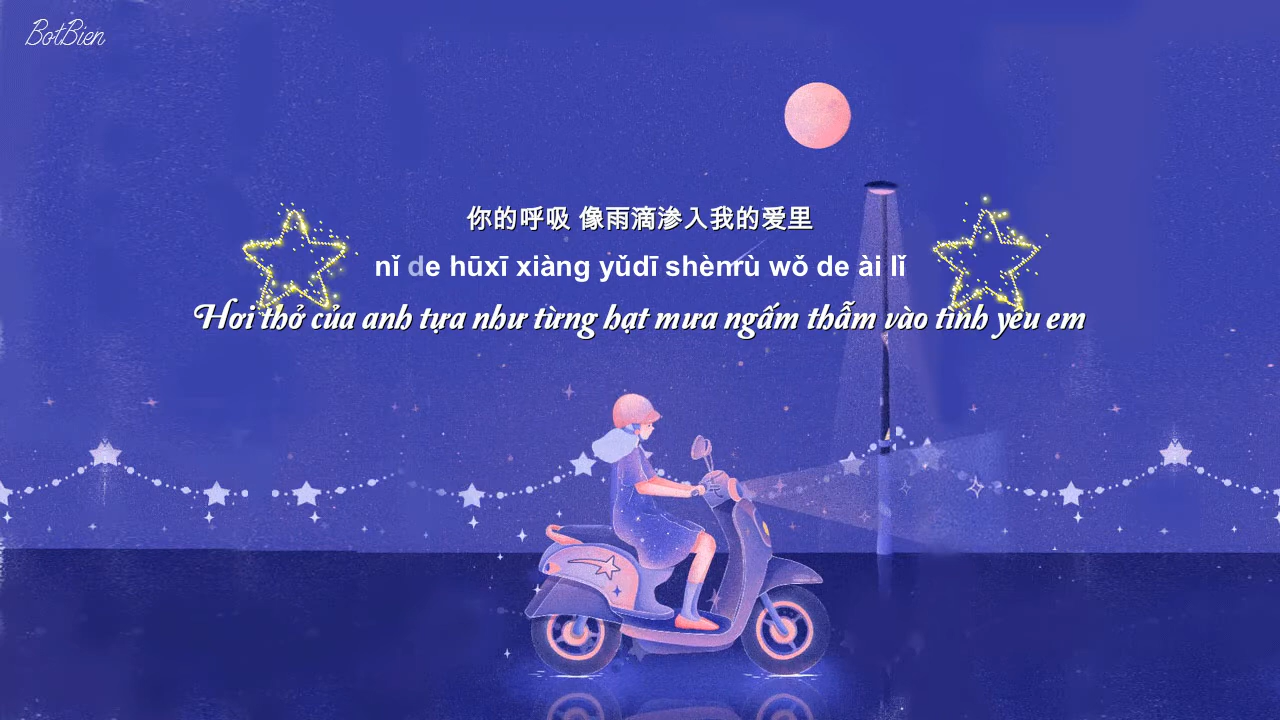 BotBien
你的呼吸 像雨滴渗入我的爱里
nǐ de hūxī xiàng yǔdī shènrù wǒ de ài lǐ
Hơi thở của anh tựa như từng hạt mưa ngấm thẫm vào tình yêu em